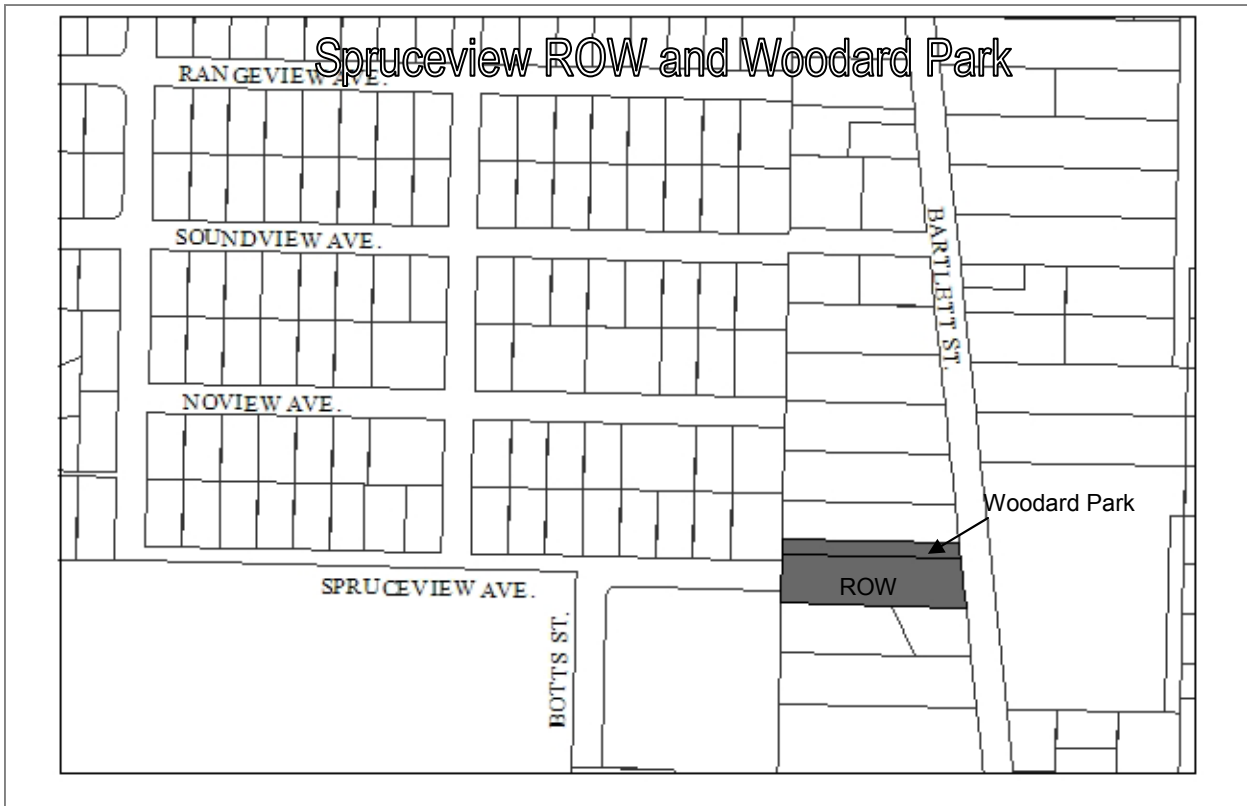 Spruceview ROW and Woodard Park
RANGEVIEW AVE.
SOUNDVIEW AVE.
BARTLETT ST.
NOVIEW AVE.
Woodard Park
ROW
SPRUCEVIEW AVE.
BOTTS ST.